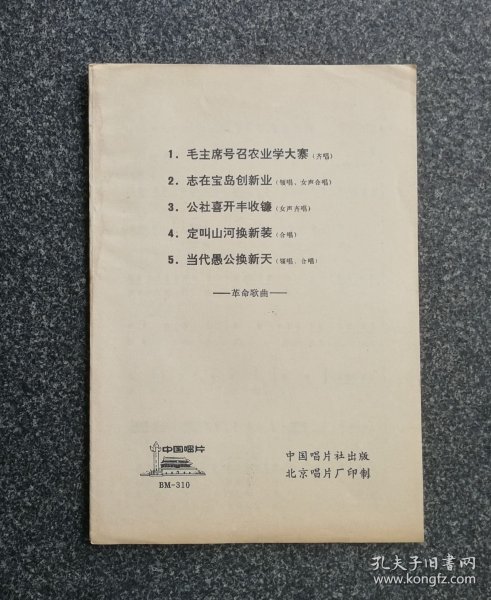 1. 毛主席号召农业学大寨（齐唱）
2. 志在宝岛创新业（领唱、女声合唱）
3. 公社喜开丰收镰（女声齐唱）
4. 定叫山河换新装（合唱）
5. 当代愚公换新天（领唱、合唱）
——革命歌曲——
中国唱片
BM-310
中国唱片社出版
北京唱片厂印制
孔夫子旧书网
www.kongfz.com